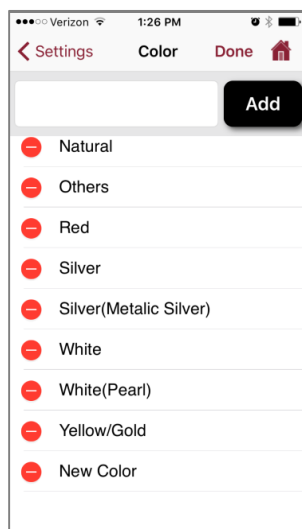 Verizon 1:26 PM
Settings Color Done
Add
Natural
Others
Red
Silver
Silver(Metalic Silver)
White
White(Pearl)
Yellow/Gold
New Color